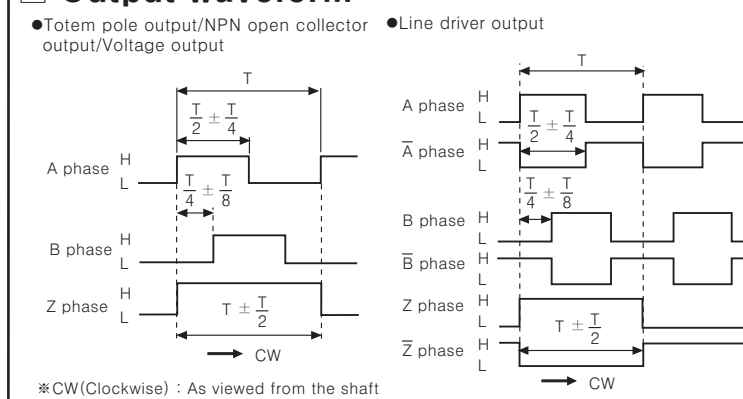 Output waveform
●Totem pole output/NPN open collector output/Voltage output
T
T/2 ± T/4
A phase H L
T/4 ± T/8
B phase H L
Z phase H L
T ± T/2
CW
※CW(Clockwise) : As viewed from the shaft
●Line driver output
T
A phase H L
T/2 ± T/4
A̅ phase H L
T/4 ± T/8
B phase H L
B̅ phase H L
Z phase H L
T ± T/2
Z̅ phase H L
CW